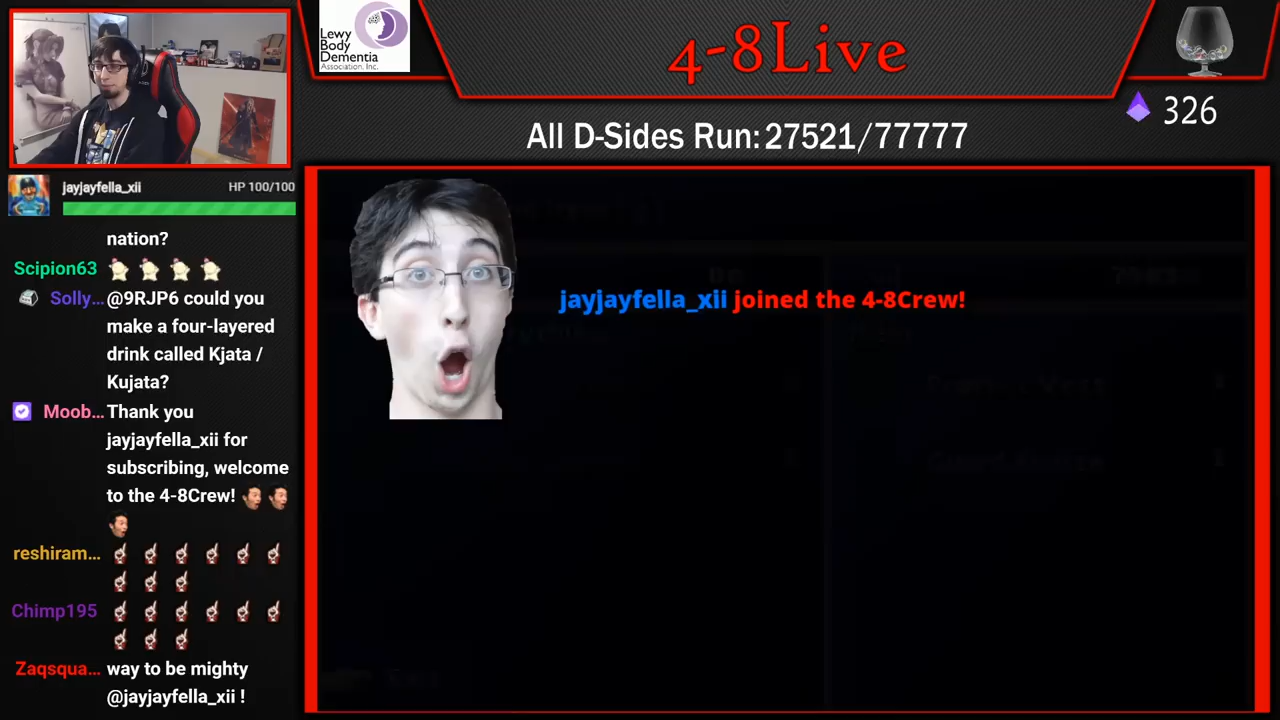 Lewy
Body
Dementia
Association, Inc.
4-8Live
326
All D-Sides Run: 27521/77777
jayjayfella_xii HP 100/100
nation?
Scipion63
Solly... @9RJP6 could you
make a four-layered
drink called Kjata /
Kujata?
Moob... Thank you
jayjayfella_xii for
subscribing, welcome
to the 4-8Crew!
reshiram...
Chimp195
Zaqsqua... way to be mighty
@jayjayfella_xii !
jayjayfella_xii joined the 4-8Crew!